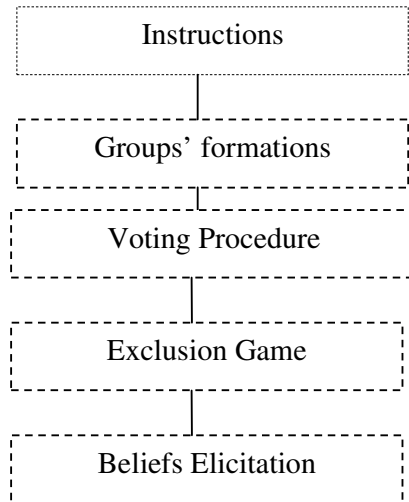 Instructions
Groups’ formations
Voting Procedure
Exclusion Game
Beliefs Elicitation